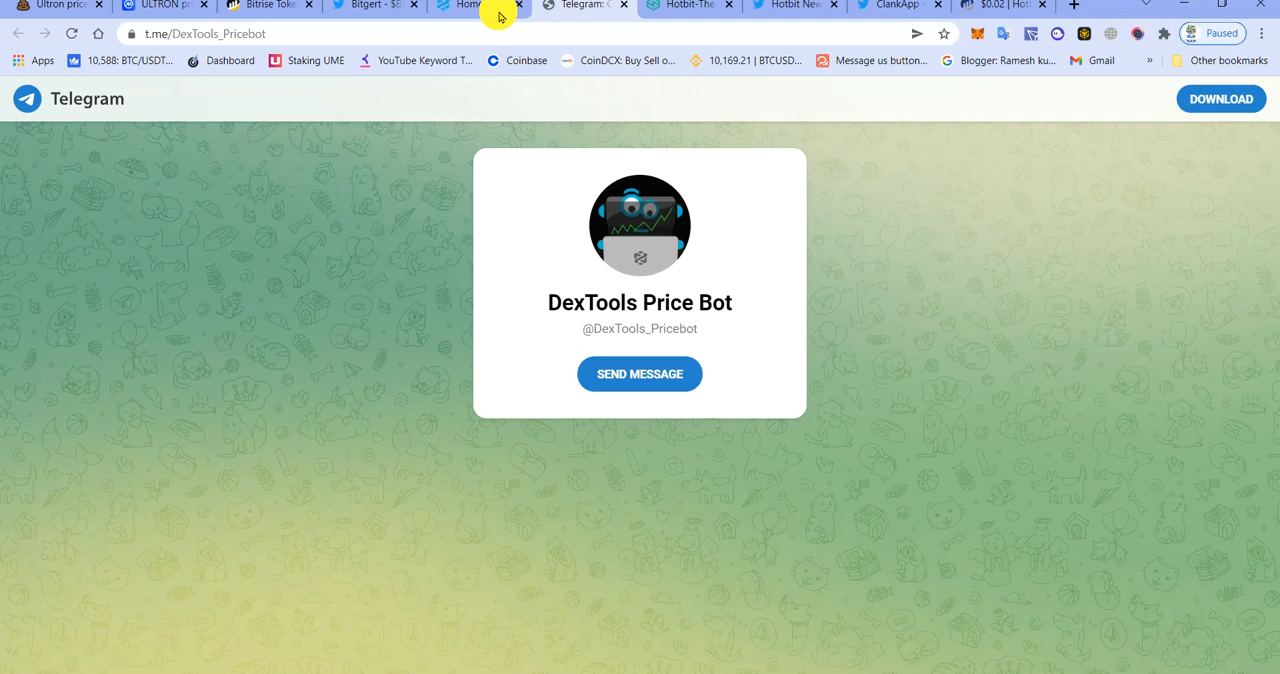 Ultron price
ULTRON pri
Bitrise Toke
Bitgert - $B
Home
Telegram: C
Hotbit-The
Hotbit New
ClankApp -
$0.02 | Hot
t.me/DexTools_Pricebot
Paused
Apps
10,588: BTC/USDT...
Dashboard
Staking UME
YouTube Keyword T...
Coinbase
CoinDCX: Buy Sell o...
10,169.21 | BTCUSD...
Message us button...
Blogger: Ramesh ku...
Gmail
»
Other bookmarks
Telegram
DOWNLOAD
DexTools Price Bot
@DexTools_Pricebot
SEND MESSAGE